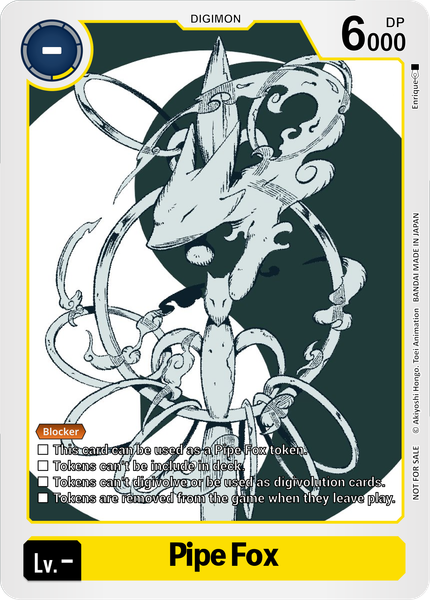 DIGIMON
-
6000
DP
Enrique
Blocker
☐ This card can be used as a Pipe Fox token.
☐ Tokens can't be include in deck.
☐ Tokens can't digivolve or be used as digivolution cards.
☐ Tokens are removed from the game when they leave play.
NOT FOR SALE © Akiyoshi Hongo. Toei Animation BANDAI MADE IN JAPAN
Lv.-
Pipe Fox